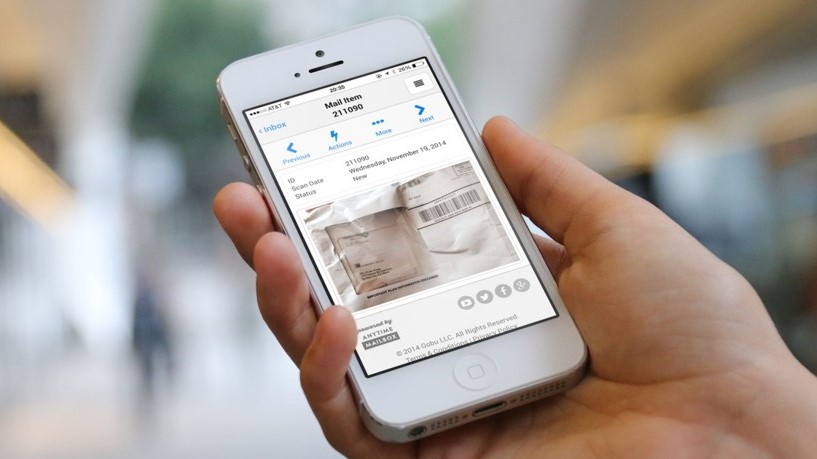 AT&T 20:35 26%
Inbox
Mail Item
211090
Previous
Actions
More
Next
ID 211090
Scan Date Wednesday, November 19, 2014
Status New
Powered by
ANYTIME
MAILBOX
© 2014 Gobu LLC. All Rights Reserved.
Terms & Conditions | Privacy Policy